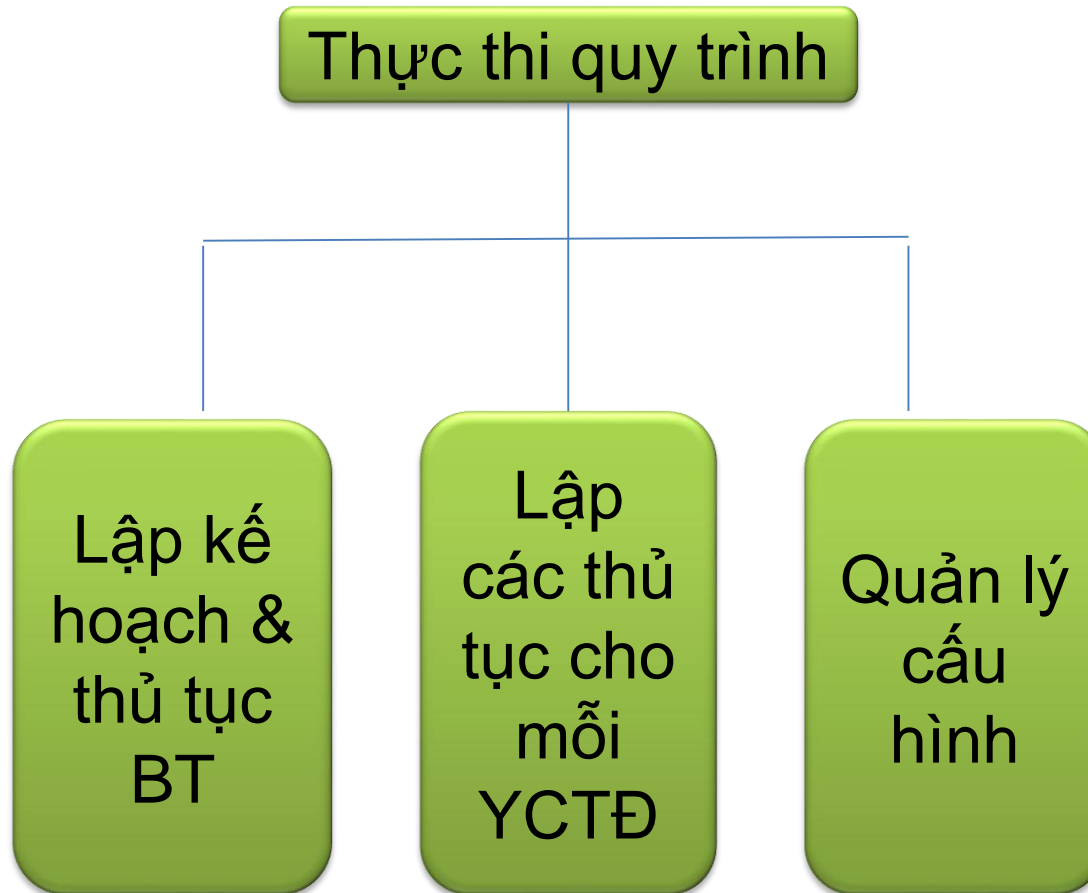 Thực thi quy trình
Lập kế
hoạch &
thủ tục
BT
Lập
các thủ
tục cho
mỗi
YCTĐ
Quản lý
cấu
hình